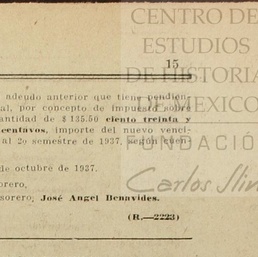 CENTRO DE
ESTUDIOS
DE HISTORIA
DE MEXICO
FUNDACIÓN
Carlos Slim
15
adeudo anterior que tiene pendien-
al, por concepto de impuesto sobre
cantidad de $ 135.50 ciento treinta y
centavos, importe del nuevo venci-
al 2o semestre de 1937, según cuen-
de octubre de 1937.
sorero,
sorero; José Angel Benavides.
(R.—2223)